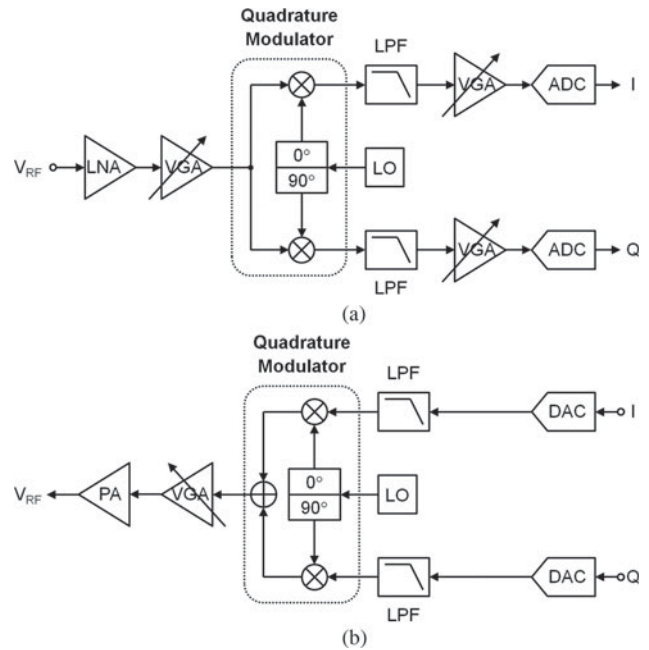 Quadrature
Modulator
LPF
VGA
ADC
I
0°
90°
LO
V_RF
LNA
VGA
VGA
ADC
Q
LPF
(a)
Quadrature
Modulator
LPF
DAC
I
V_RF
PA
VGA
0°
90°
LO
DAC
Q
LPF
(b)